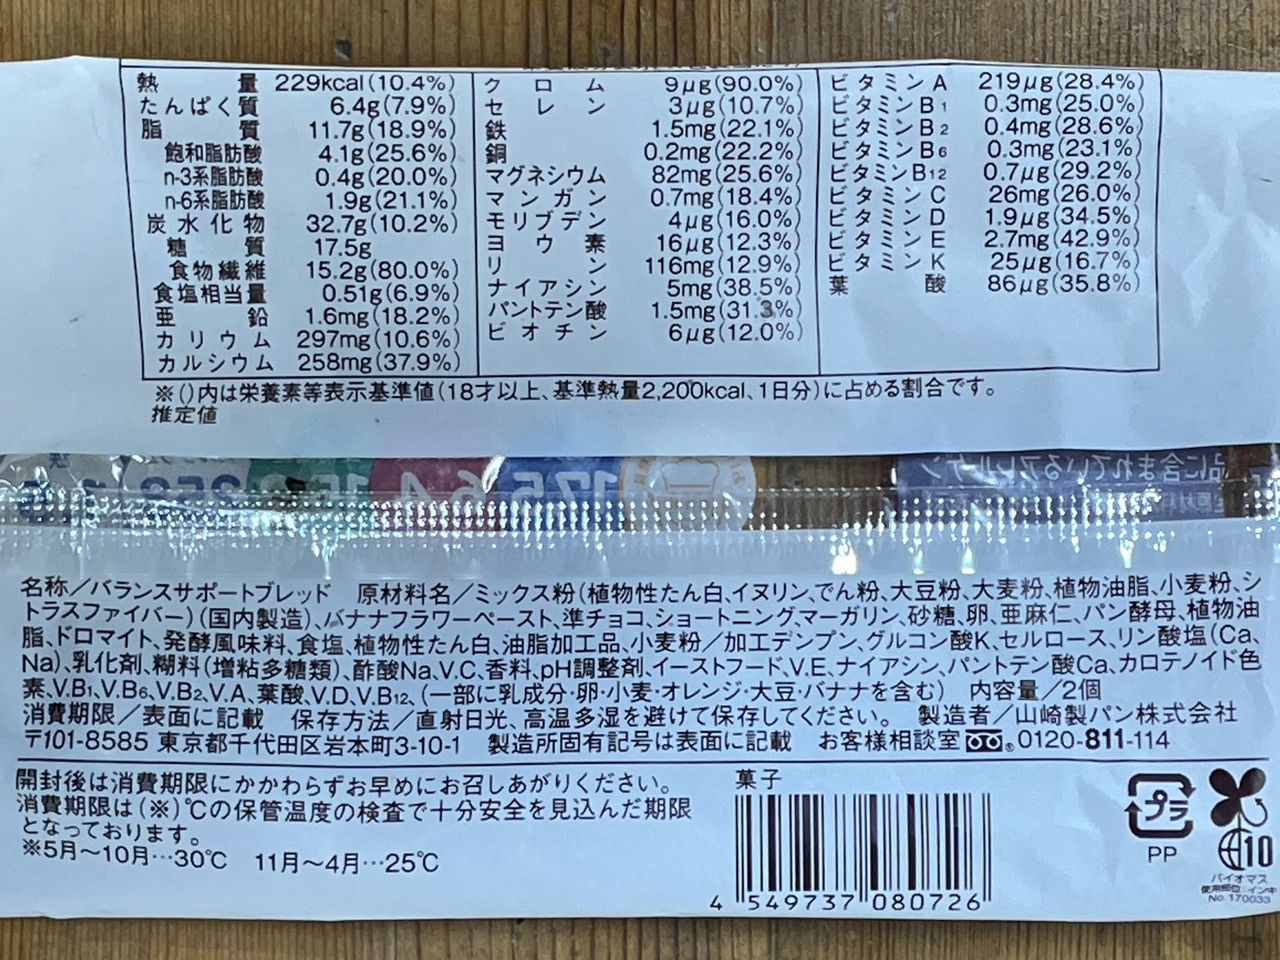 熱量 229kcal(10.4%)
たんぱく質 6.4g(7.9%)
脂質 11.7g(18.9%)
飽和脂肪酸 4.1g(25.6%)
n-3系脂肪酸 0.4g(20.0%)
n-6系脂肪酸 1.9g(21.1%)
炭水化物 32.7g(10.2%)
糖質 17.5g
食物繊維 15.2g(80.0%)
食塩相当量 0.51g(6.9%)
亜鉛 1.6mg(18.2%)
カリウム 297mg(10.6%)
カルシウム 258mg(37.9%)
クロム 9μg(90.0%)
セレン 3μg(10.7%)
鉄 1.5mg(22.1%)
銅 0.2mg(22.2%)
マグネシウム 82mg(25.6%)
マンガン 0.7mg(18.4%)
モリブデン 4μg(16.0%)
ヨウ素 16μg(12.3%)
リン 116mg(12.9%)
ナイアシン 5mg(38.5%)
パントテン酸 1.5mg(31.3%)
ビオチン 6μg(12.0%)
ビタミンA 219μg(28.4%)
ビタミンB1 0.3mg(25.0%)
ビタミンB2 0.4mg(28.6%)
ビタミンB6 0.3mg(23.1%)
ビタミンB12 0.7μg(29.2%)
ビタミンC 26mg(26.0%)
ビタミンD 1.9μg(34.5%)
ビタミンE 2.7mg(42.9%)
ビタミンK 25μg(16.7%)
葉酸 86μg(35.8%)
※()内は栄養素等表示基準値(18才以上、基準熱量2,200kcal、1日分)に占める割合です。
推定値
品に含まれているアレルゲン
名称/バランスサポートブレッド 原材料名/ミックス粉(植物性たん白、イヌリン、でん粉、大豆粉、大麦粉、植物油脂、小麦粉、シ
トラスファイバー)(国内製造)、バナナフラワーペースト、準チョコ、ショートニング、マーガリン、砂糖、卵、亜麻仁、パン酵母、植物油
脂、ドロマイト、発酵風味料、食塩、植物性たん白、油脂加工品、小麦粉/加工デンプン、グルコン酸K、セルロース、リン酸塩(Ca、
Na)、乳化剤、糊料(増粘多糖類)、酢酸Na、V.C、香料、pH調整剤、イーストフード、V.E、ナイアシン、パントテン酸Ca、カロテノイド色
素、V.B1、V.B6、V.B2、V.A、葉酸、V.D、V.B12、(一部に乳成分・卵・小麦・オレンジ・大豆・バナナを含む) 内容量/2個
消費期限/表面に記載 保存方法/直射日光、高温多湿を避けて保存してください。 製造者/山崎製パン株式会社
〒101-8585 東京都千代田区岩本町3-10-1 製造所固有記号は表面に記載 お客様相談室 0120-811-114
開封後は消費期限にかかわらずお早めにお召しあがりください。
消費期限は(※)℃の保管温度の検査で十分安全を見込んだ期限
となっております。
※5月〜10月…30℃ 11月〜4月…25℃
菓子
4 549737 080726
プラ
PP
10
バイオマス
使用部位:インキ
No.170033